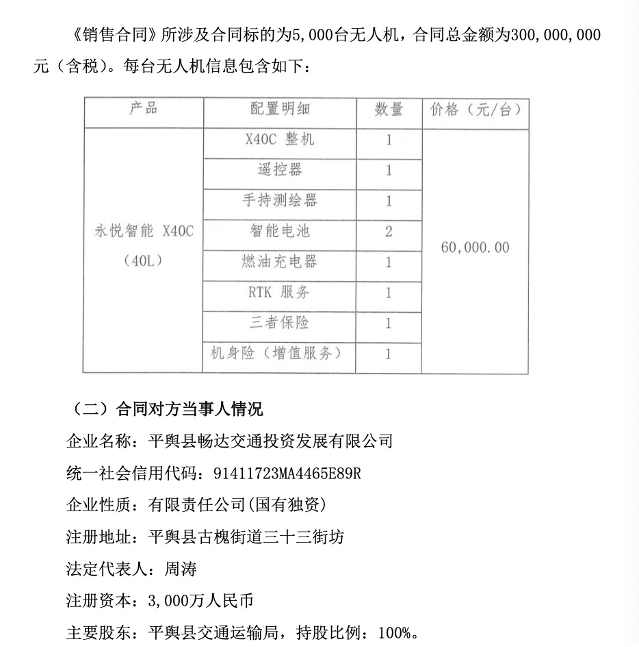 《销售合同》所涉及合同标的为5,000台无人机，合同总金额为300,000,000
元（含税）。每台无人机信息包含如下：
产品 配置明细 数量 价格（元/台）
X40C 整机 1
遥控器 1
手持测绘器 1
永悦智能 X40C
（40L）
智能电池 2
60,000.00
燃油充电器 1
RTK 服务 1
三者保险 1
机身险（增值服务） 1
（二）合同对方当事人情况
企业名称：平舆县畅达交通投资发展有限公司
统一社会信用代码：91411723MA4465E89R
企业性质：有限责任公司(国有独资)
注册地址：平舆县古槐街道三十三街坊
法定代表人：周涛
注册资本：3,000万人民币
主要股东：平舆县交通运输局，持股比例：100%。